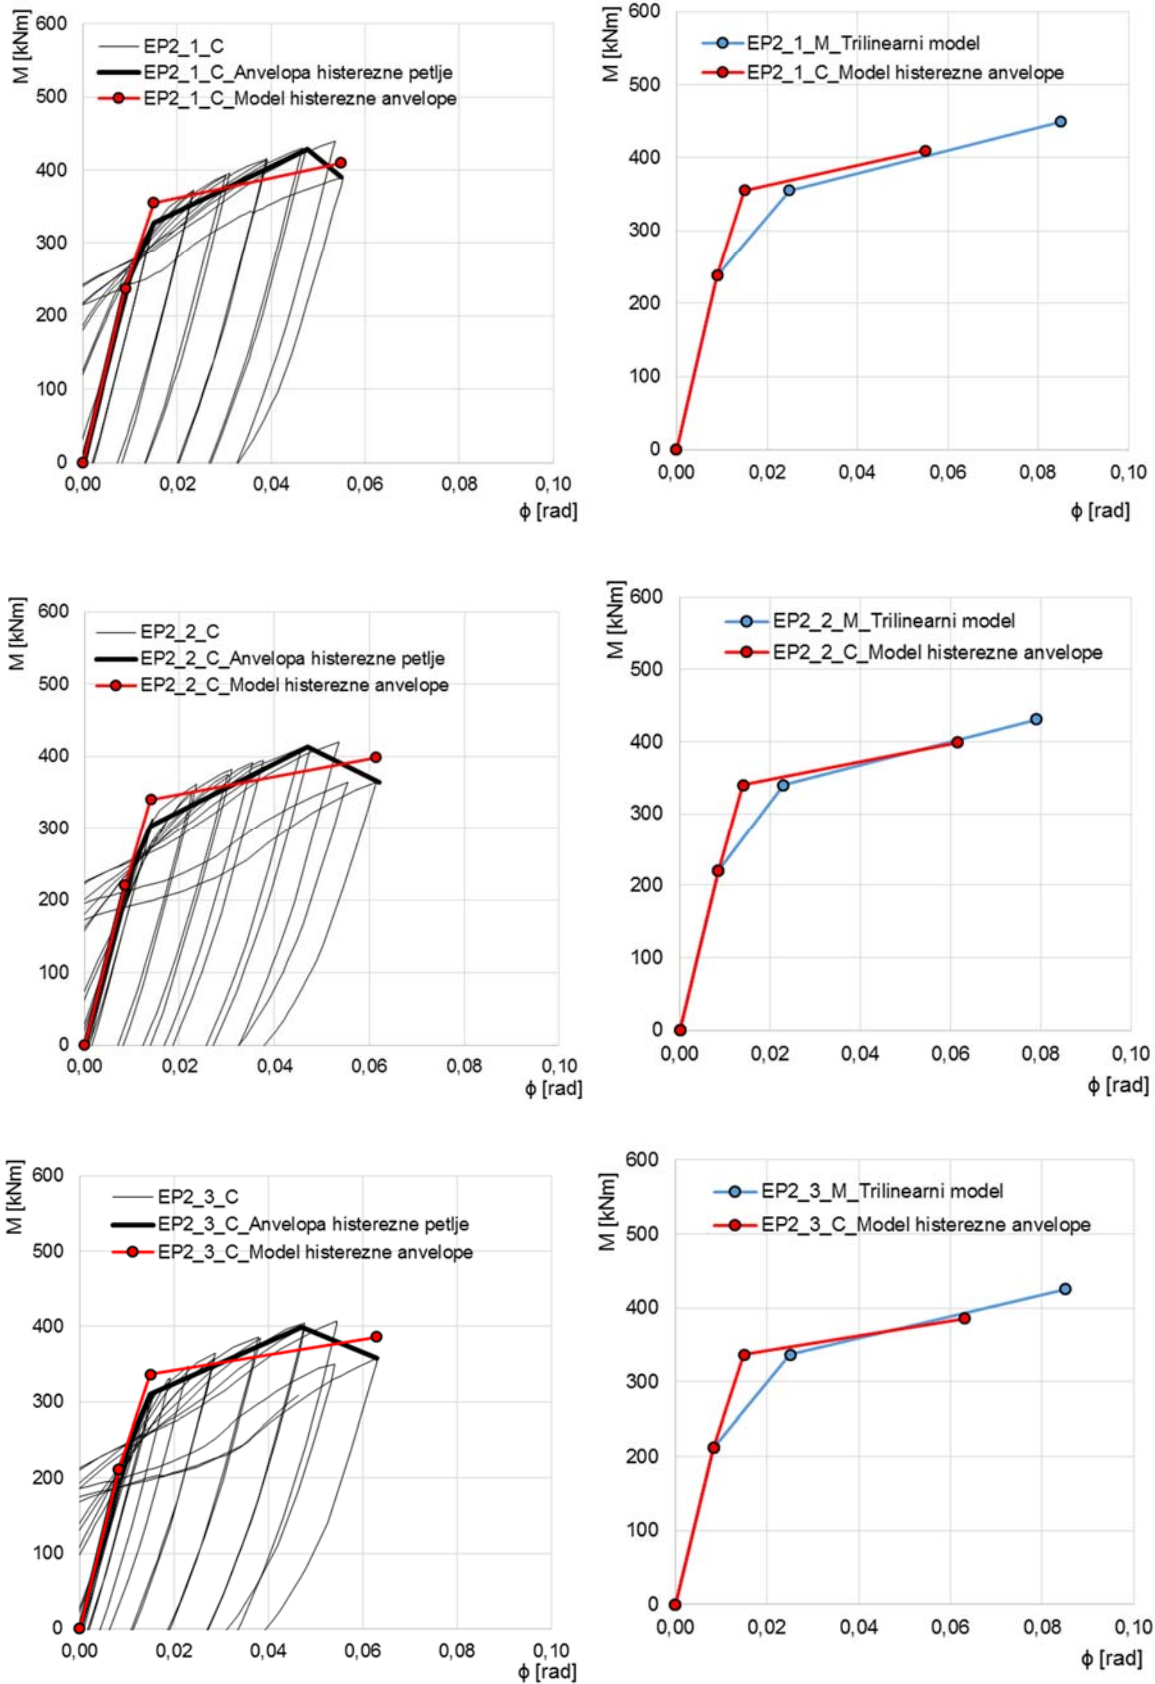 M [kNm]
600
500
400
300
200
100
0
EP2_1_C
EP2_1_C_Anvelopa histerezne petlje
EP2_1_C_Model histerezne anvelope
0,00 0,02 0,04 0,06 0,08 0,10
ϕ [rad]
M [kNm]
600
500
400
300
200
100
0
EP2_1_M_Trilinearni model
EP2_1_C_Model histerezne anvelope
0,00 0,02 0,04 0,06 0,08 0,10
ϕ [rad]
M [kNm]
600
500
400
300
200
100
0
EP2_2_C
EP2_2_C_Anvelopa histerezne petlje
EP2_2_C_Model histerezne anvelope
0,00 0,02 0,04 0,06 0,08 0,10
ϕ [rad]
M [kNm]
600
500
400
300
200
100
0
EP2_2_M_Trilinearni model
EP2_2_C_Model histerezne anvelope
0,00 0,02 0,04 0,06 0,08 0,10
ϕ [rad]
M [kNm]
600
500
400
300
200
100
0
EP2_3_C
EP2_3_C_Anvelopa histerezne petlje
EP2_3_C_Model histerezne anvelope
0,00 0,02 0,04 0,06 0,08 0,10
ϕ [rad]
M [kNm]
600
500
400
300
200
100
0
EP2_3_M_Trilinearni model
EP2_3_C_Model histerezne anvelope
0,00 0,02 0,04 0,06 0,08 0,10
ϕ [rad]